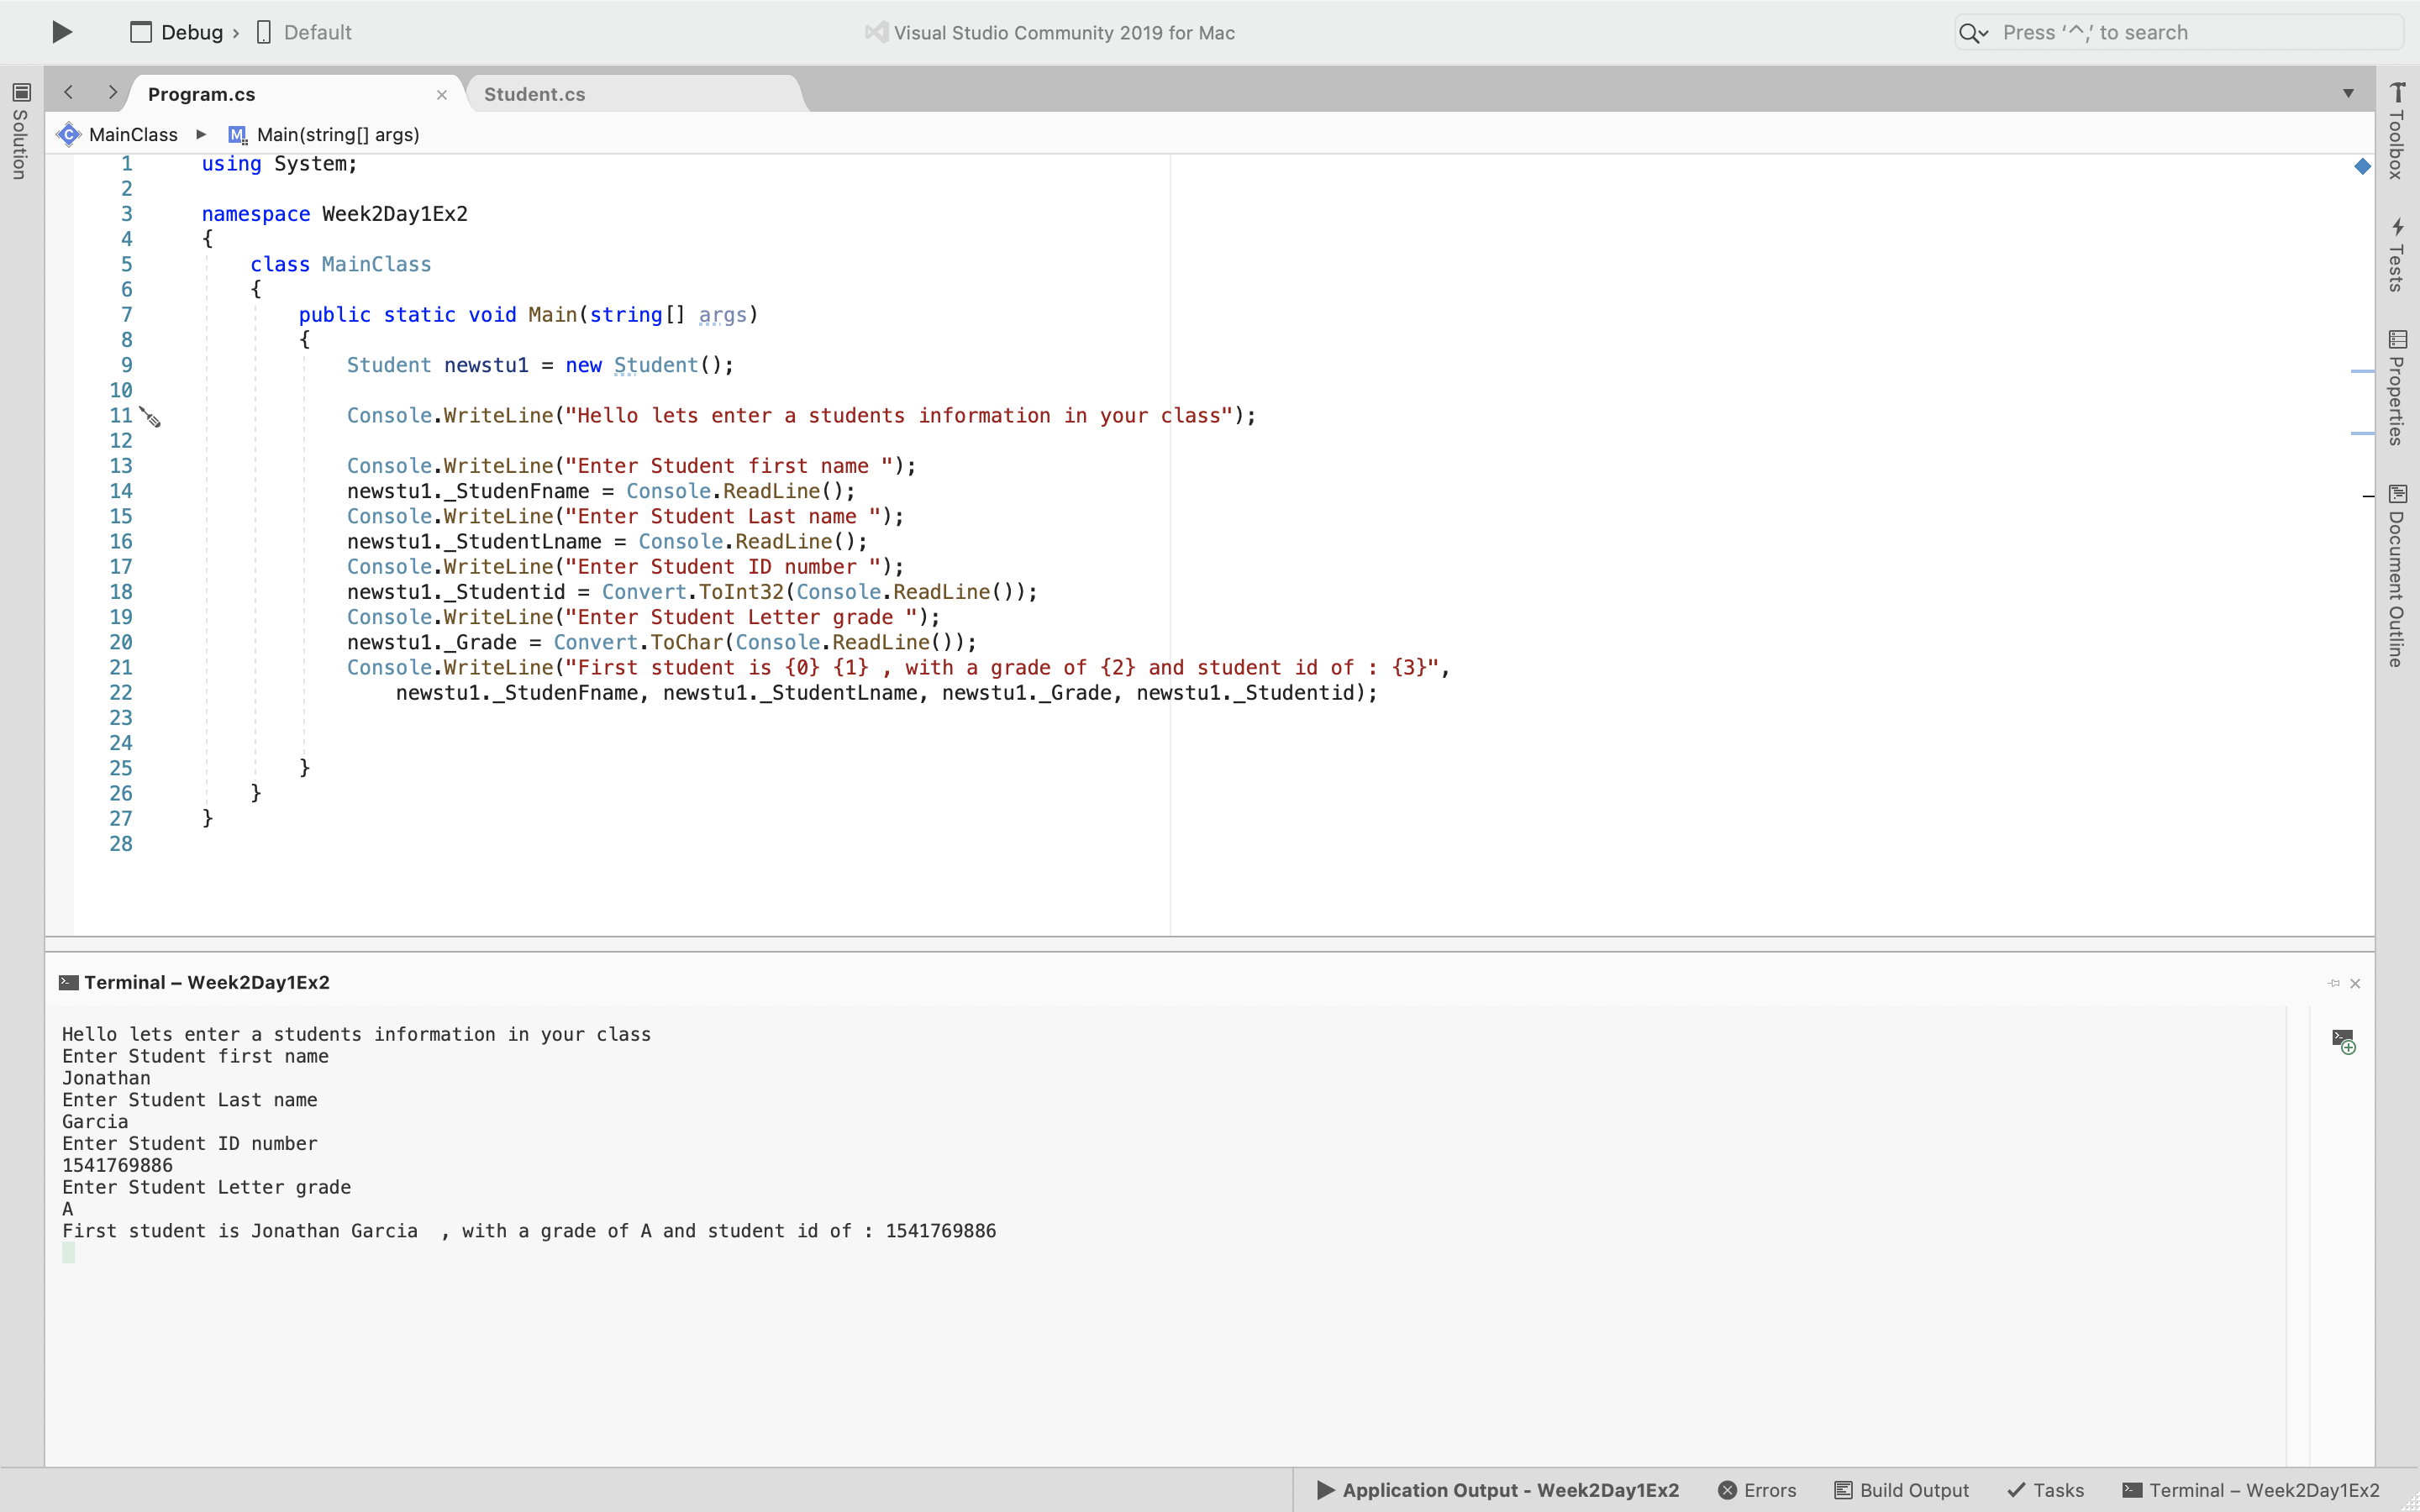 Debug › Default
Visual Studio Community 2019 for Mac
Press ‘^,’ to search
Solution
Program.cs
Student.cs
MainClass
Main(string[] args)
1 using System;
2
3 namespace Week2Day1Ex2
4 {
5 class MainClass
6 {
7 public static void Main(string[] args)
8 {
9 Student newstu1 = new Student();
10
11 Console.WriteLine("Hello lets enter a students information in your class");
12
13 Console.WriteLine("Enter Student first name ");
14 newstu1._StudenFname = Console.ReadLine();
15 Console.WriteLine("Enter Student Last name ");
16 newstu1._StudentLname = Console.ReadLine();
17 Console.WriteLine("Enter Student ID number ");
18 newstu1._Studentid = Convert.ToInt32(Console.ReadLine());
19 Console.WriteLine("Enter Student Letter grade ");
20 newstu1._Grade = Convert.ToChar(Console.ReadLine());
21 Console.WriteLine("First student is {0} {1} , with a grade of {2} and student id of : {3}",
22 newstu1._StudenFname, newstu1._StudentLname, newstu1._Grade, newstu1._Studentid);
23
24
25 }
26 }
27 }
28
Toolbox
Tests
Properties
Document Outline
Terminal – Week2Day1Ex2
Hello lets enter a students information in your class
Enter Student first name
Jonathan
Enter Student Last name
Garcia
Enter Student ID number
1541769886
Enter Student Letter grade
A
First student is Jonathan Garcia  , with a grade of A and student id of : 1541769886
Application Output - Week2Day1Ex2
Errors
Build Output
Tasks
Terminal – Week2Day1Ex2